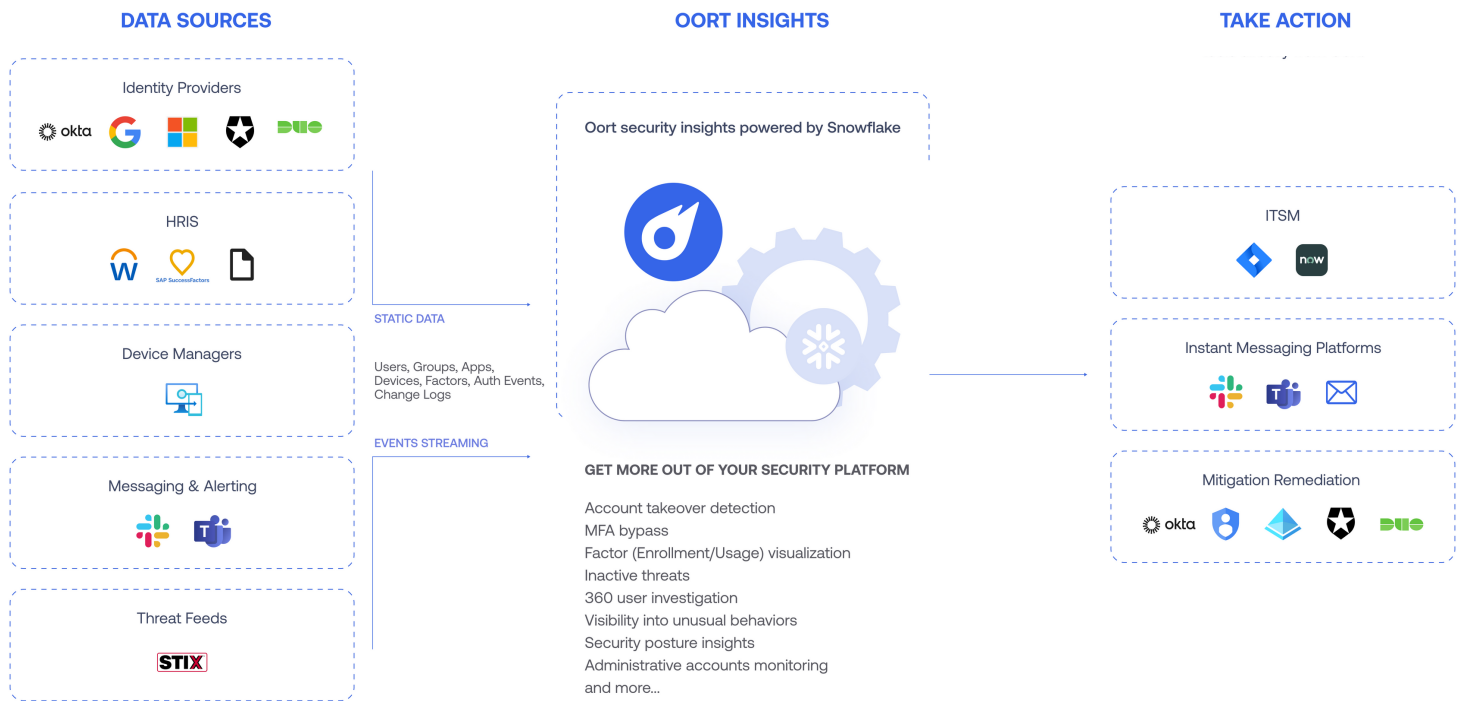 DATA SOURCES
OORT INSIGHTS
TAKE ACTION
Identity Providers
okta
HRIS
W
SAP SuccessFactors
Device Managers
Messaging & Alerting
T
Threat Feeds
STIX
STATIC DATA
Users, Groups, Apps,
Devices, Factors, Auth Events,
Change Logs
EVENTS STREAMING
Oort security insights powered by Snowflake
GET MORE OUT OF YOUR SECURITY PLATFORM
Account takeover detection
MFA bypass
Factor (Enrollment/Usage) visualization
Inactive threats
360 user investigation
Visibility into unusual behaviors
Security posture insights
Administrative accounts monitoring
and more...
ITSM
now
Instant Messaging Platforms
T
Mitigation Remediation
okta